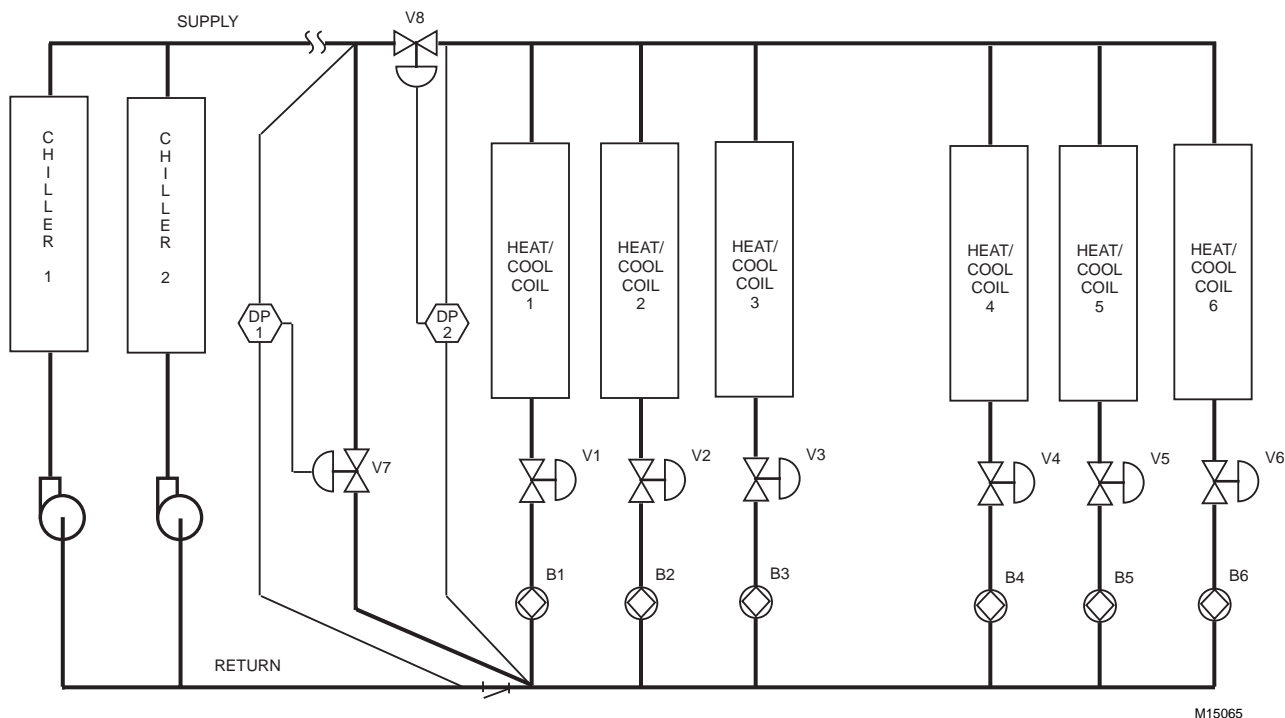 SUPPLY
V8
CHILLER 1
CHILLER 2
DP
1
DP
2
HEAT/
COOL
COIL
1
HEAT/
COOL
COIL
2
HEAT/
COOL
COIL
3
HEAT/
COOL
COIL
4
HEAT/
COOL
COIL
5
HEAT/
COOL
COIL
6
V7
V1
V2
V3
V4
V5
V6
B1
B2
B3
B4
B5
B6
RETURN
M15065